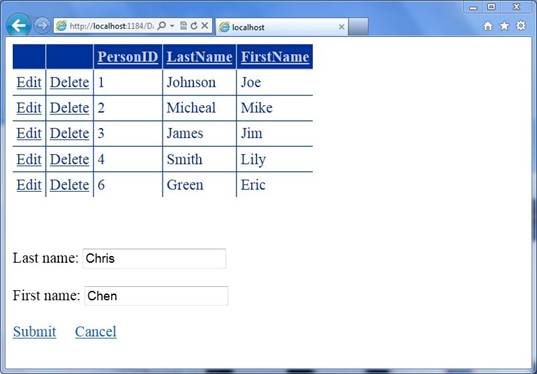 http://localhost:1184/D
localhost
PersonID LastName FirstName
Edit Delete 1 Johnson Joe
Edit Delete 2 Micheal Mike
Edit Delete 3 James Jim
Edit Delete 4 Smith Lily
Edit Delete 6 Green Eric
Last name: Chris
First name: Chen
Submit Cancel